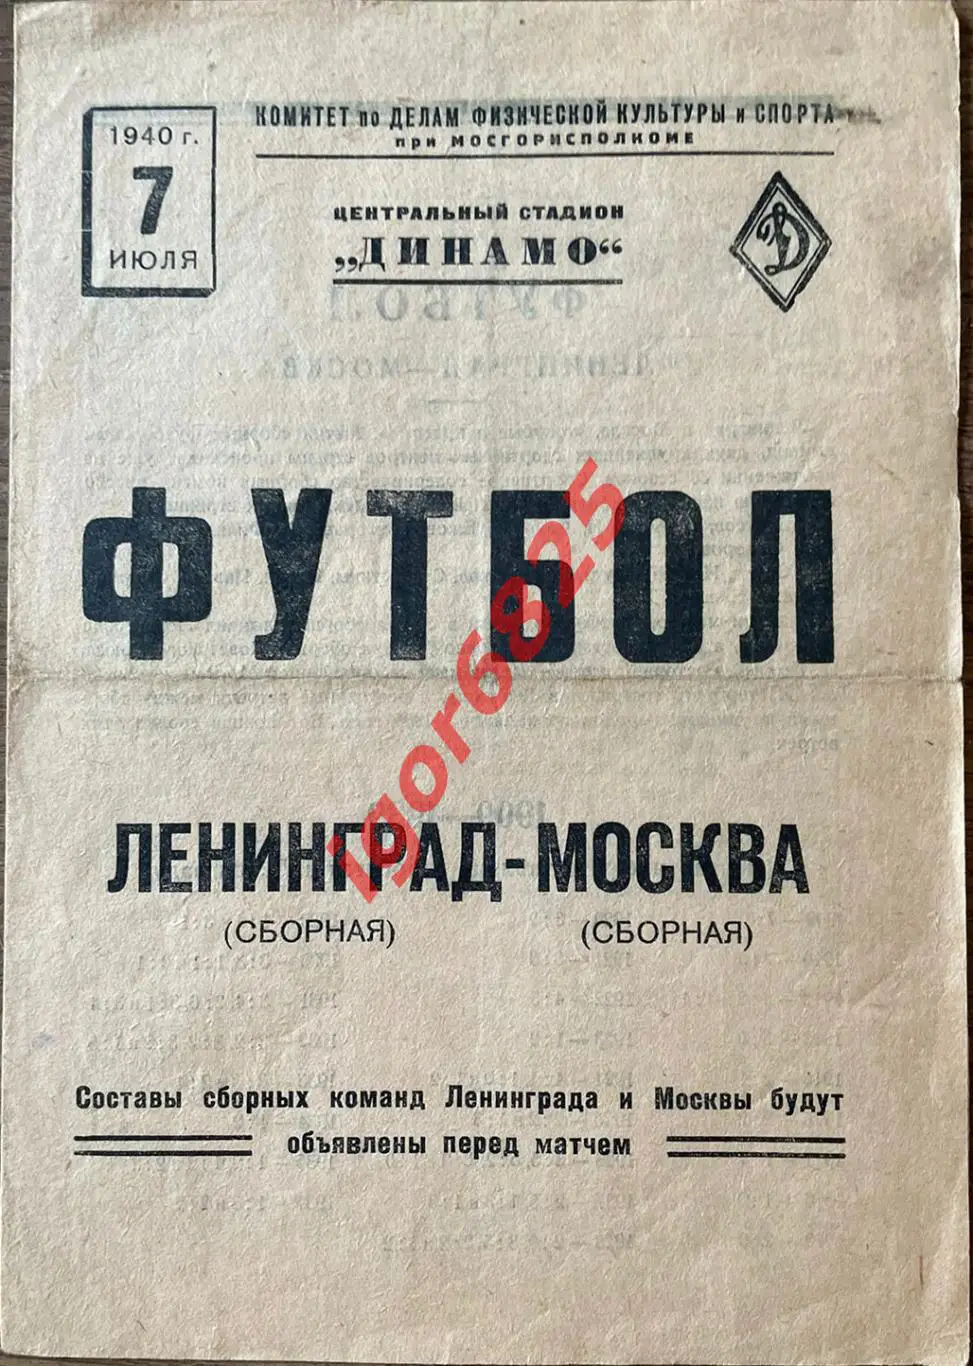 1940 г.
7
ИЮЛЯ
КОМИТЕТ по ДЕЛАМ ФИЗИЧЕСКОЙ КУЛЬТУРЫ и СПОРТА
при МОСГОРИСПОЛКОМЕ
ЦЕНТРАЛЬНЫЙ СТАДИОН
„ДИНАМО“
Д
ФУТБОЛ
ЛЕНИНГРАД-МОСКВА
(СБОРНАЯ) (СБОРНАЯ)
Составы сборных команд Ленинграда и Москвы будут
объявлены перед матчем
igor6825